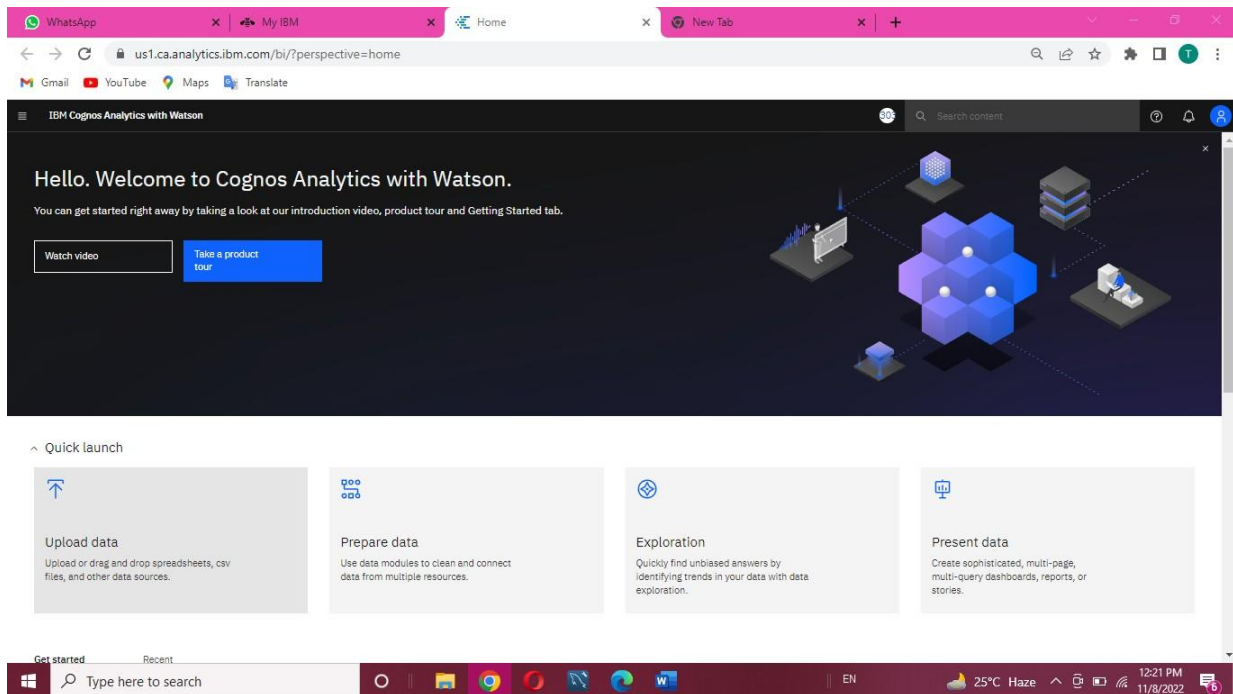 WhatsApp
My IBM
Home
New Tab
us1.ca.analytics.ibm.com/bi/?perspective=home
T
Gmail
YouTube
Maps
Translate
IBM Cognos Analytics with Watson
Search content
Hello. Welcome to Cognos Analytics with Watson.
You can get started right away by taking a look at our introduction video, product tour and Getting Started tab.
Watch video
Take a product
tour
Quick launch
Upload data
Upload or drag and drop spreadsheets, csv
files, and other data sources.
Prepare data
Use data modules to clean and connect
data from multiple resources.
Exploration
Quickly find unbiased answers by
identifying trends in your data with data
exploration.
Present data
Create sophisticated, multi-page,
multi-query dashboards, reports, or
stories.
Get started
Recent
Type here to search
EN
25°C Haze
12:21 PM
11/8/2022
6